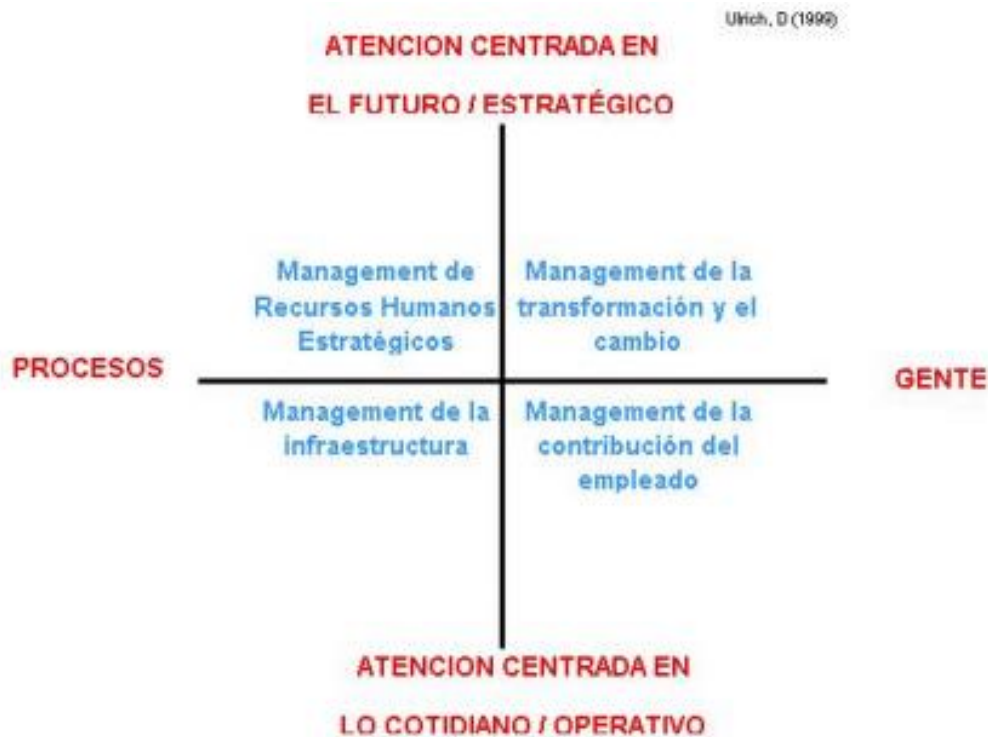 Ulrich, D (1999)
ATENCION CENTRADA EN
EL FUTURO / ESTRATÉGICO
Management de
Recursos Humanos
Estratégicos
Management de la
transformación y el
cambio
PROCESOS
GENTE
Management de la
infraestructura
Management de la
contribución del
empleado
ATENCION CENTRADA EN
LO COTIDIANO / OPERATIVO